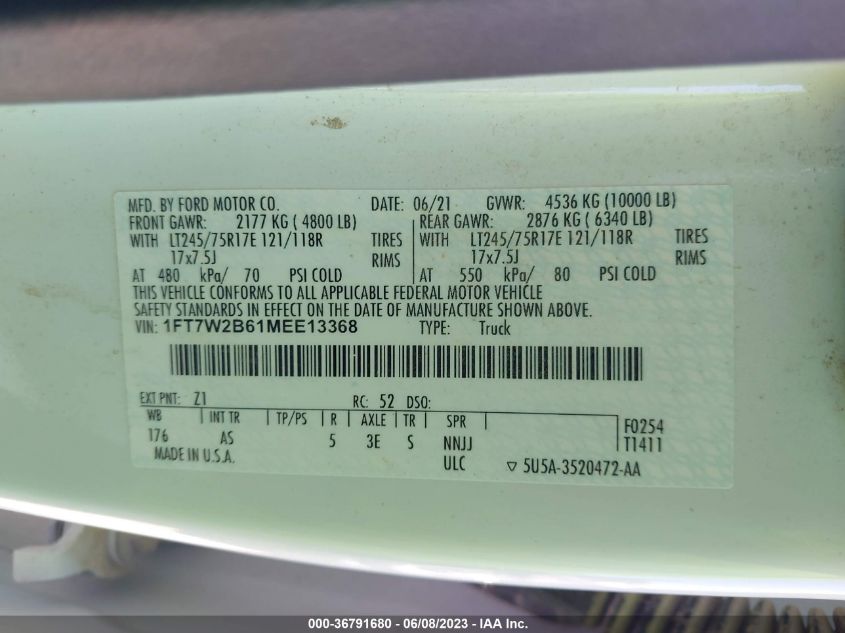 MFD. BY FORD MOTOR CO. DATE: 06/21 GVWR: 4536 KG (10000 LB)
FRONT GAWR: 2177 KG ( 4800 LB) REAR GAWR: 2876 KG ( 6340 LB)
WITH LT245/75R17E 121/118R TIRES WITH LT245/75R17E 121/118R TIRES
17x7.5J RIMS 17x7.5J RIMS
AT 480 kPa/ 70 PSI COLD AT 550 kPa/ 80 PSI COLD
THIS VEHICLE CONFORMS TO ALL APPLICABLE FEDERAL MOTOR VEHICLE
SAFETY STANDARDS IN EFFECT ON THE DATE OF MANUFACTURE SHOWN ABOVE.
VIN: 1FT7W2B61MEE13368 TYPE: Truck
EXT PNT: Z1 RC: 52 DSO:
WB INT TR TP/PS R AXLE TR SPR F0254
176 AS 5 3E S NNJJ T1411
MADE IN U.S.A. ULC ▽ 5U5A-3520472-AA
000-36791680 - 06/08/2023 - IAA Inc.